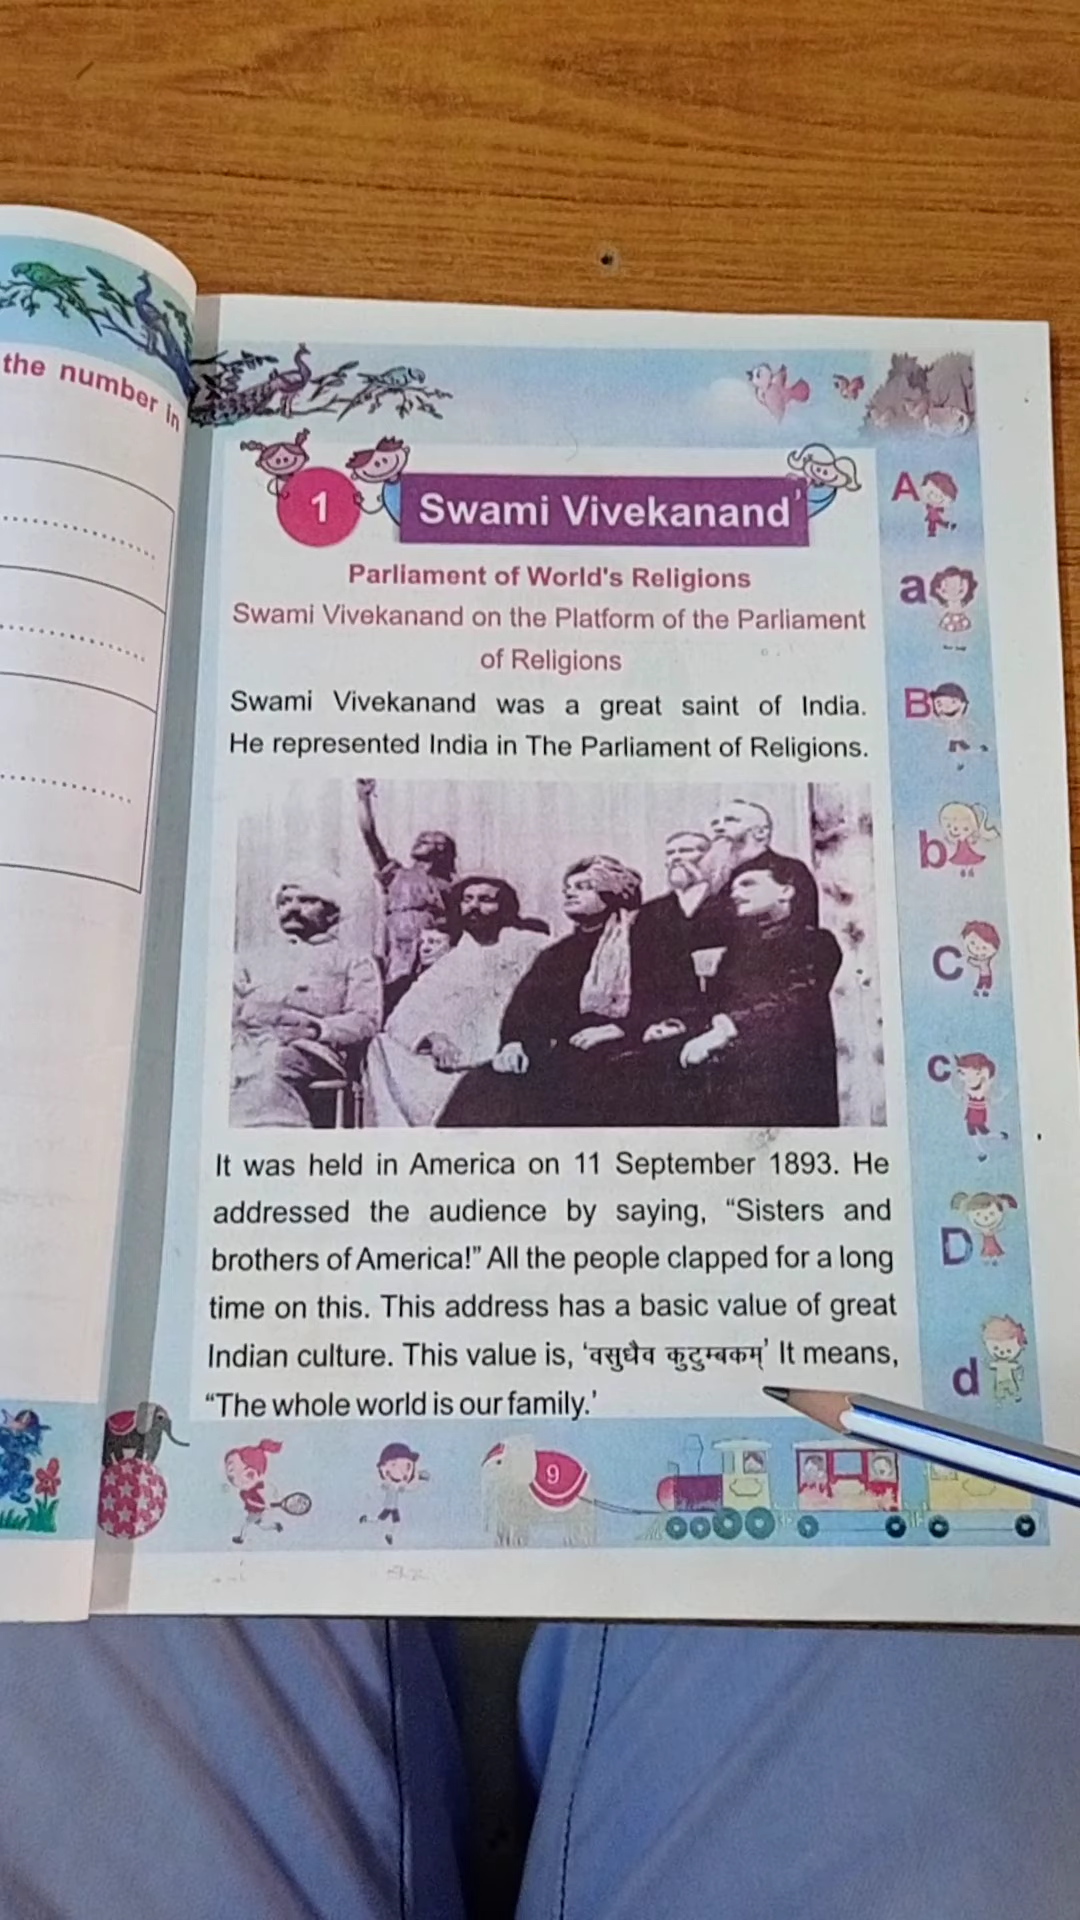 the number in
1
Swami Vivekanand'
Parliament of World's Religions
Swami Vivekanand on the Platform of the Parliament
of Religions
Swami Vivekanand was a great saint of India.
He represented India in The Parliament of Religions.
It was held in America on 11 September 1893. He
addressed the audience by saying, “Sisters and
brothers of America!” All the people clapped for a long
time on this. This address has a basic value of great
Indian culture. This value is, ‘वसुधैव कुटुम्बकम्’ It means,
“The whole world is our family.’
9
A
a
B
b
C
c
D
d